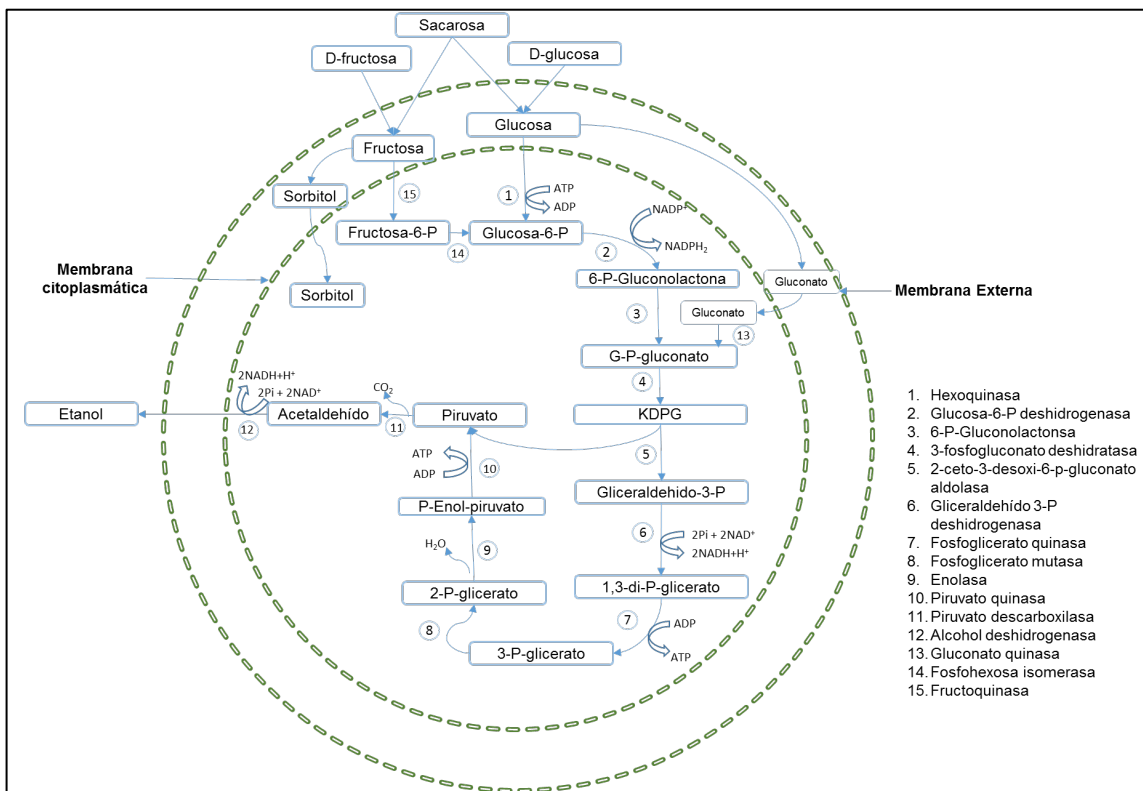 Sacarosa
D-fructosa
D-glucosa
Glucosa
Fructosa
Sorbitol
15
1
ATP
ADP
NADP⁺
NADPH₂
Fructosa-6-P
14
Glucosa-6-P
2
Membrana
citoplasmática
Sorbitol
6-P-Gluconolactona
Gluconato
Membrana Externa
3
Gluconato
13
G-P-gluconato
4
2NADH+H⁺
2Pi + 2NAD⁺
CO₂
Etanol
12
Acetaldehído
11
Piruvato
KDPG
ATP
ADP
10
5
Gliceraldehido-3-P
P-Enol-piruvato
6
2Pi + 2NAD⁺
2NADH+H⁺
H₂O
9
2-P-glicerato
1,3-di-P-glicerato
8
3-P-glicerato
7
ADP
ATP
1. Hexoquinasa
2. Glucosa-6-P deshidrogenasa
3. 6-P-Gluconolactonsa
4. 3-fosfogluconato deshidratasa
5. 2-ceto-3-desoxi-6-p-gluconato
aldolasa
6. Gliceraldehído 3-P
deshidrogenasa
7. Fosfoglicerato quinasa
8. Fosfoglicerato mutasa
9. Enolasa
10. Piruvato quinasa
11. Piruvato descarboxilasa
12. Alcohol deshidrogenasa
13. Gluconato quinasa
14. Fosfohexosa isomerasa
15. Fructoquinasa